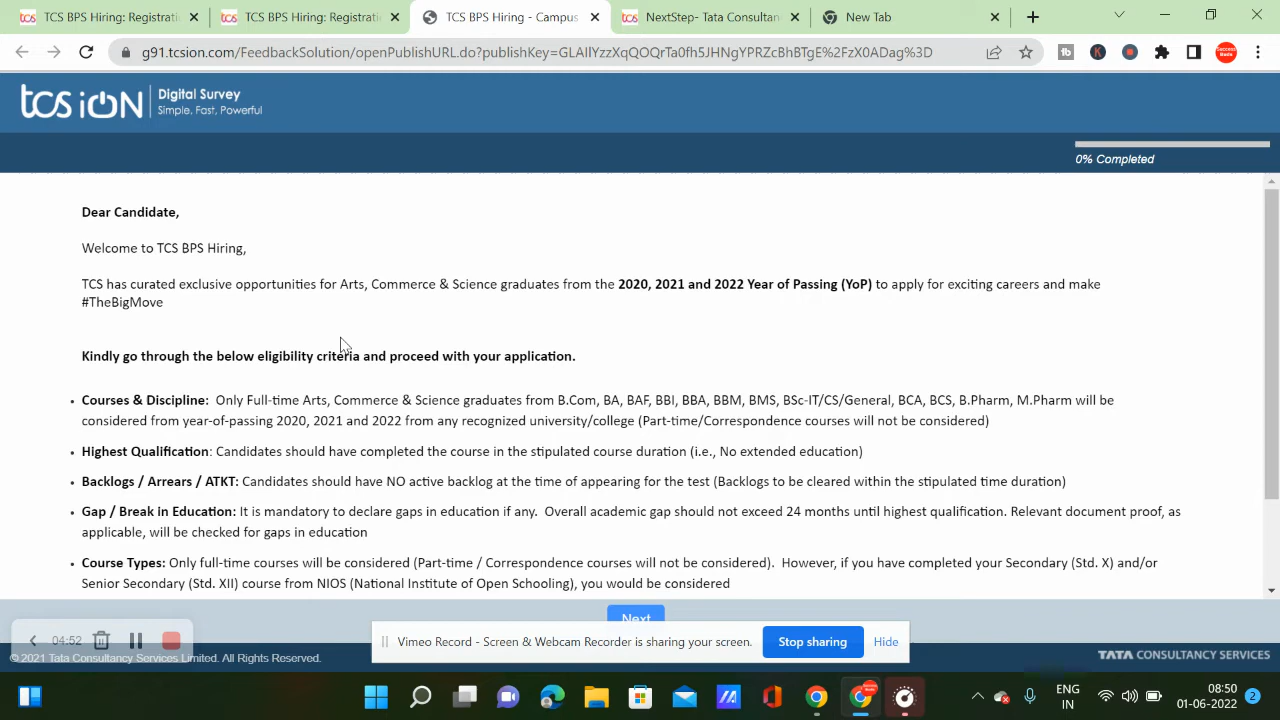 TCS BPS Hiring: Registrati
TCS BPS Hiring: Registrati
TCS BPS Hiring - Campus
NextStep- Tata Consultan
New Tab
g91.tcsion.com/FeedbackSolution/openPublishURL.do?publishKey=GLAIlYzzXqQOQrTa0fh5JHNgYPRZcBhBTgE%2FzX0ADag%3D
tcs iON
Digital Survey
Simple, Fast, Powerful
0% Completed
Dear Candidate,
Welcome to TCS BPS Hiring,
TCS has curated exclusive opportunities for Arts, Commerce & Science graduates from the 2020, 2021 and 2022 Year of Passing (YoP) to apply for exciting careers and make
#TheBigMove
Kindly go through the below eligibility criteria and proceed with your application.
• Courses & Discipline: Only Full-time Arts, Commerce & Science graduates from B.Com, BA, BAF, BBI, BBA, BBM, BMS, BSc-IT/CS/General, BCA, BCS, B.Pharm, M.Pharm will be
considered from year-of-passing 2020, 2021 and 2022 from any recognized university/college (Part-time/Correspondence courses will not be considered)
• Highest Qualification: Candidates should have completed the course in the stipulated course duration (i.e., No extended education)
• Backlogs / Arrears / ATKT: Candidates should have NO active backlog at the time of appearing for the test (Backlogs to be cleared within the stipulated time duration)
• Gap / Break in Education: It is mandatory to declare gaps in education if any. Overall academic gap should not exceed 24 months until highest qualification. Relevant document proof, as
applicable, will be checked for gaps in education
• Course Types: Only full-time courses will be considered (Part-time / Correspondence courses will not be considered). However, if you have completed your Secondary (Std. X) and/or
Senior Secondary (Std. XII) course from NIOS (National Institute of Open Schooling), you would be considered
Next
04:52
Vimeo Record - Screen & Webcam Recorder is sharing your screen.
Stop sharing
Hide
© 2021 Tata Consultancy Services Limited. All Rights Reserved.
TATA CONSULTANCY SERVICES
ENG
IN
08:50
01-06-2022
2